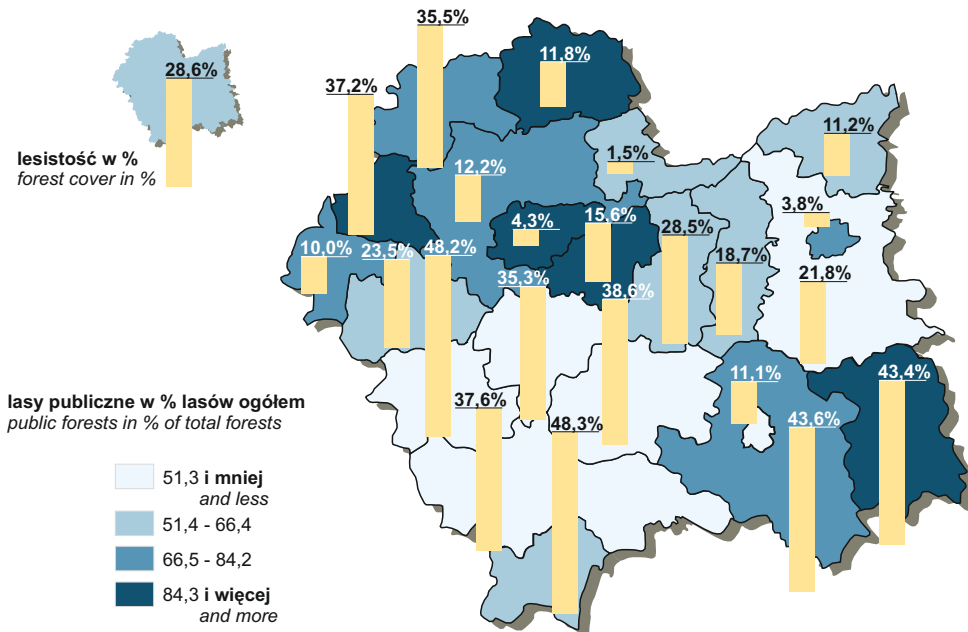 35,5%
11,8%
28,6%
37,2%
11,2%
lesistość w %
forest cover in %
1,5%
12,2%
3,8%
4,3%
15,6%
28,5%
10,0%
23,5%
48,2%
18,7%
21,8%
35,3%
38,6%
11,1%
43,4%
lasy publiczne w % lasów ogółem
public forests in % of total forests
37,6%
48,3%
43,6%
51,3 i mniej
and less
51,4 - 66,4
66,5 - 84,2
84,3 i więcej
and more